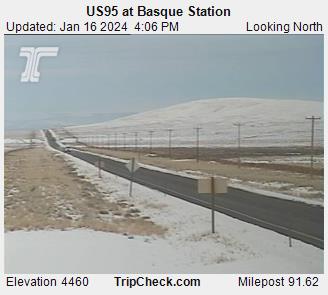 US95 at Basque Station
Updated: Jan 16 2024 4:06 PM Looking North
Elevation 4460 TripCheck.com Milepost 91.62